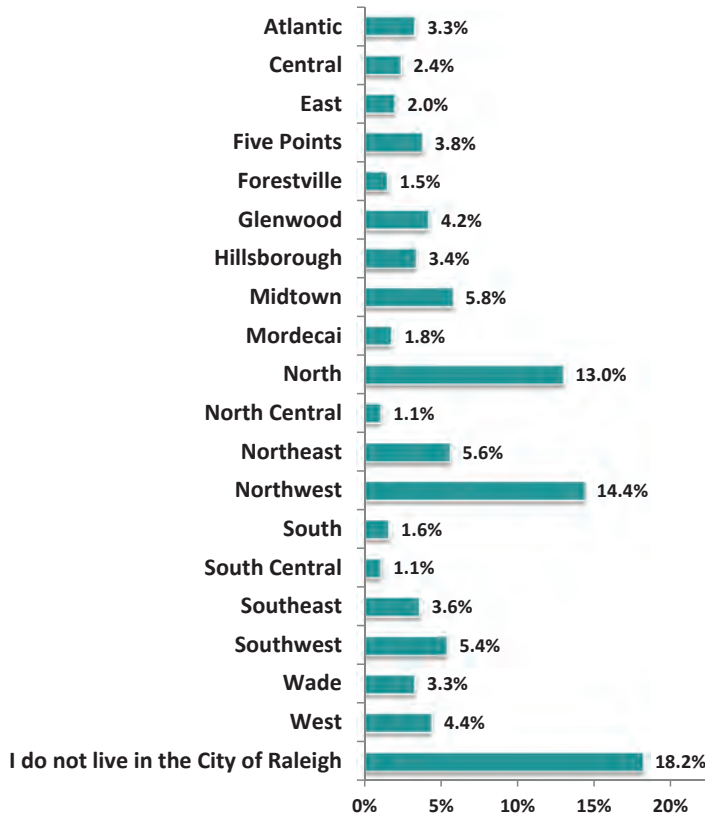 Atlantic 3.3%
Central 2.4%
East 2.0%
Five Points 3.8%
Forestville 1.5%
Glenwood 4.2%
Hillsborough 3.4%
Midtown 5.8%
Mordecai 1.8%
North 13.0%
North Central 1.1%
Northeast 5.6%
Northwest 14.4%
South 1.6%
South Central 1.1%
Southeast 3.6%
Southwest 5.4%
Wade 3.3%
West 4.4%
I do not live in the City of Raleigh 18.2%
0% 5% 10% 15% 20%